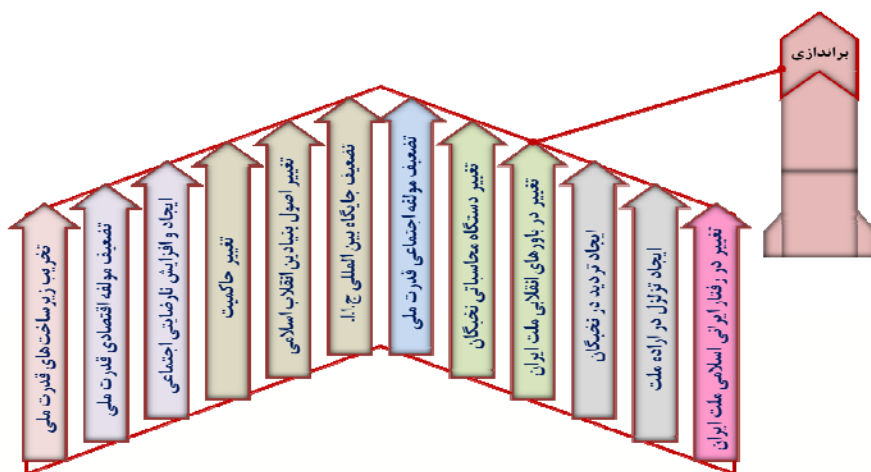 براندازی
تغییر در رفتار ایرانی اسلامی ملت ایران
ایجاد تزلزل در اراده ملت
ایجاد تردید در نخبگان
تغییر در باورهای انقلابی ملت ایران
تغییر دستگاه محاسباتی نخبگان
تضعیف مولفه اجتماعی قدرت ملی
تضعیف جایگاه بین المللی ج.ا.ا.
تغییر اصول بنیادین انقلاب اسلامی
تغییر حاکمیت
ایجاد و افزایش نارضایتی اجتماعی
تضعیف مولفه اقتصادی قدرت ملی
تخریب زیرساخت‌های قدرت ملی